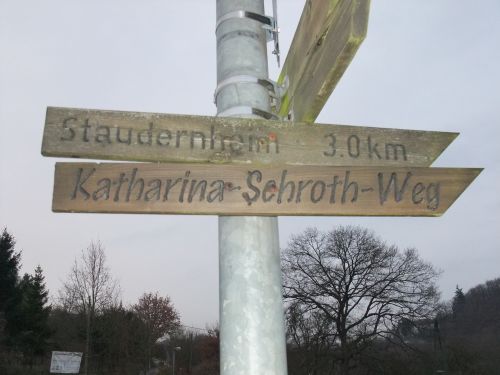 Staudernheim 3.0 km
Katharina-Schroth-Weg